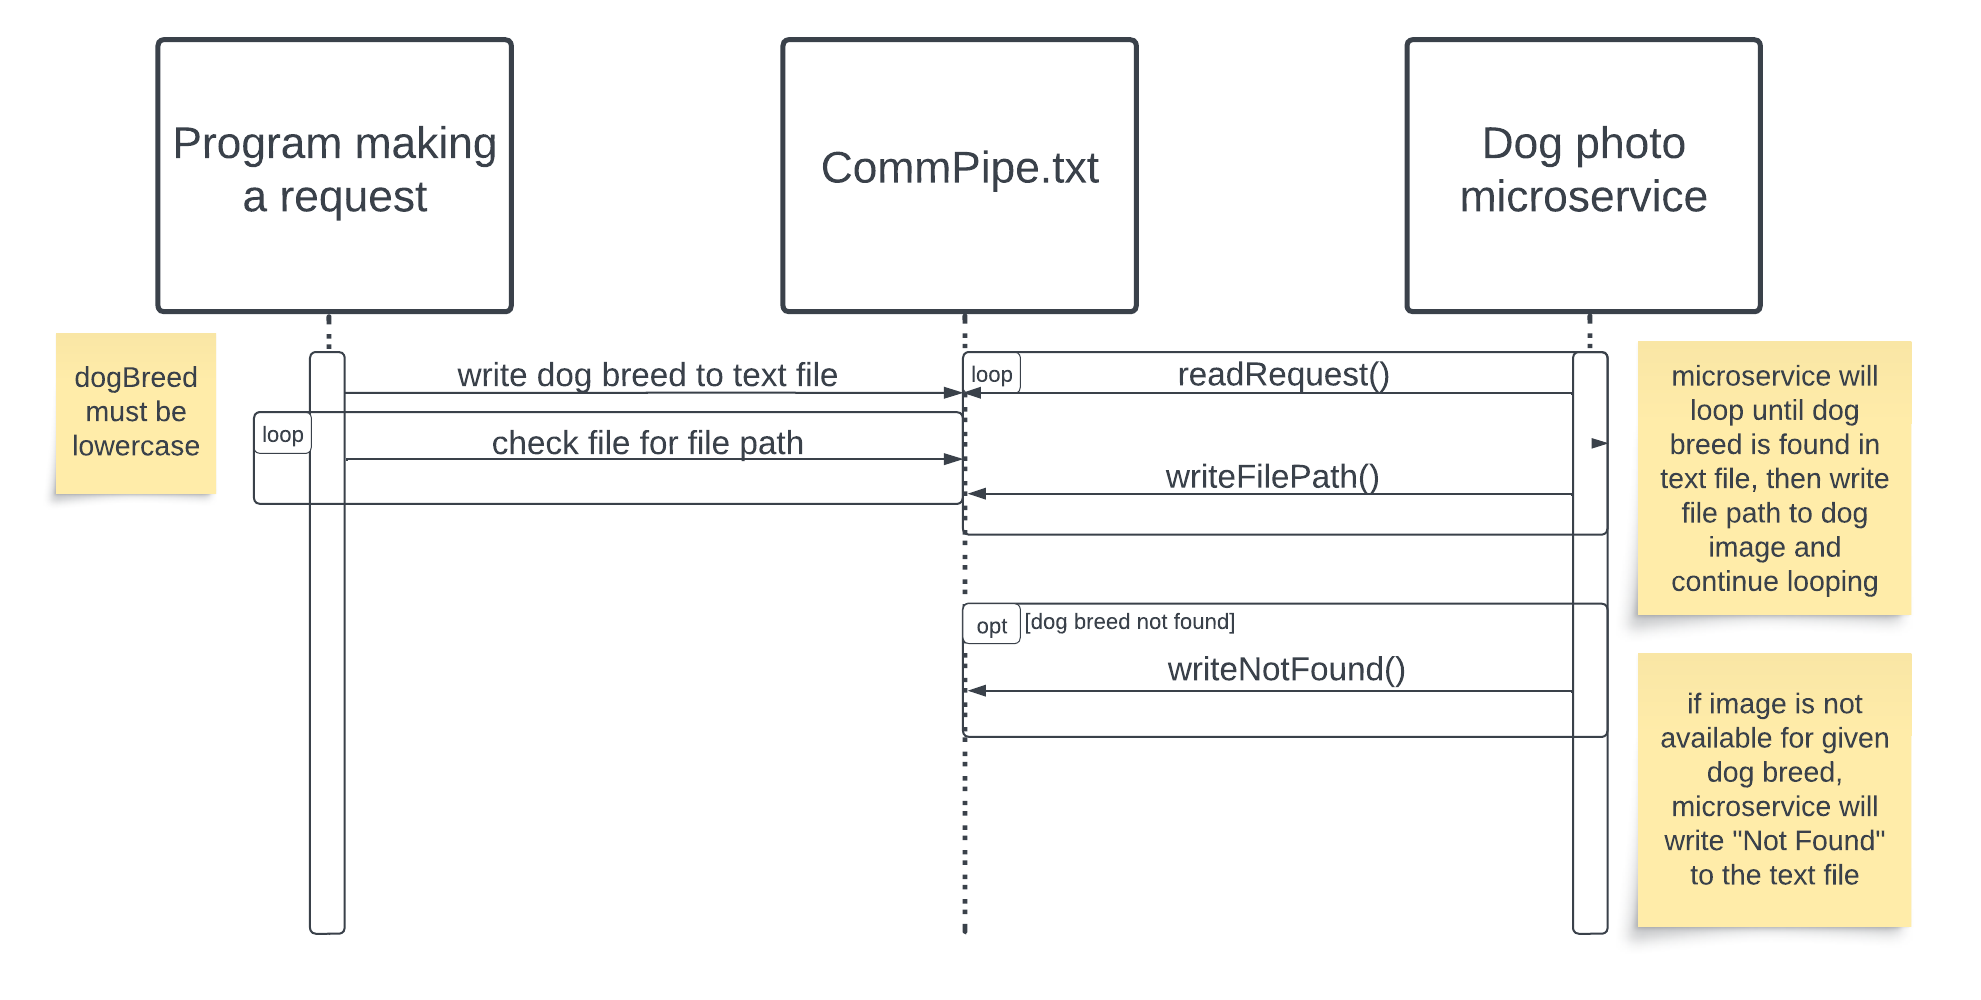 Program making
a request
CommPipe.txt
Dog photo
microservice
dogBreed
must be
lowercase
write dog breed to text file
loop
readRequest()
loop
check file for file path
writeFilePath()
microservice will
loop until dog
breed is found in
text file, then write
file path to dog
image and
continue looping
opt
[dog breed not found]
writeNotFound()
if image is not
available for given
dog breed,
microservice will
write "Not Found"
to the text file